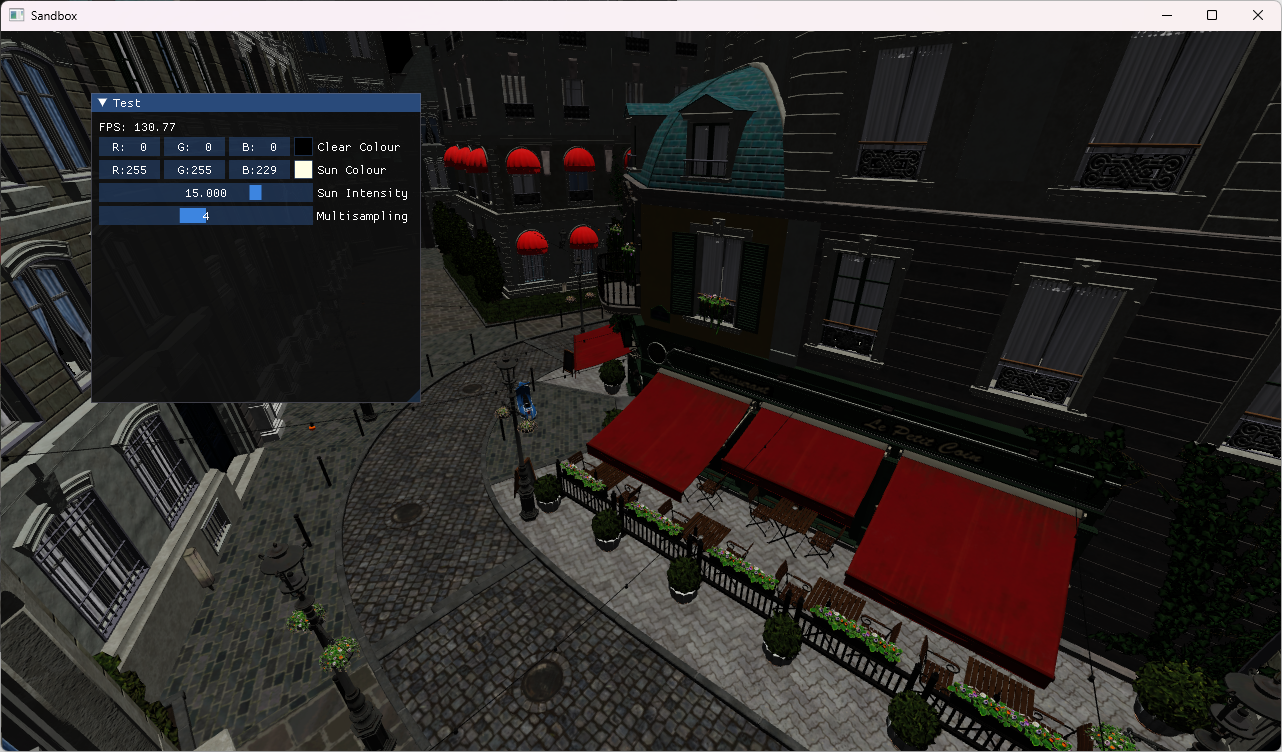 Sandbox
Test
FPS: 130.77
R: 0 G: 0 B: 0 Clear Colour
R:255 G:255 B:229 Sun Colour
15.000 Sun Intensity
4 Multisampling
Restaurant
Le Petit Coin